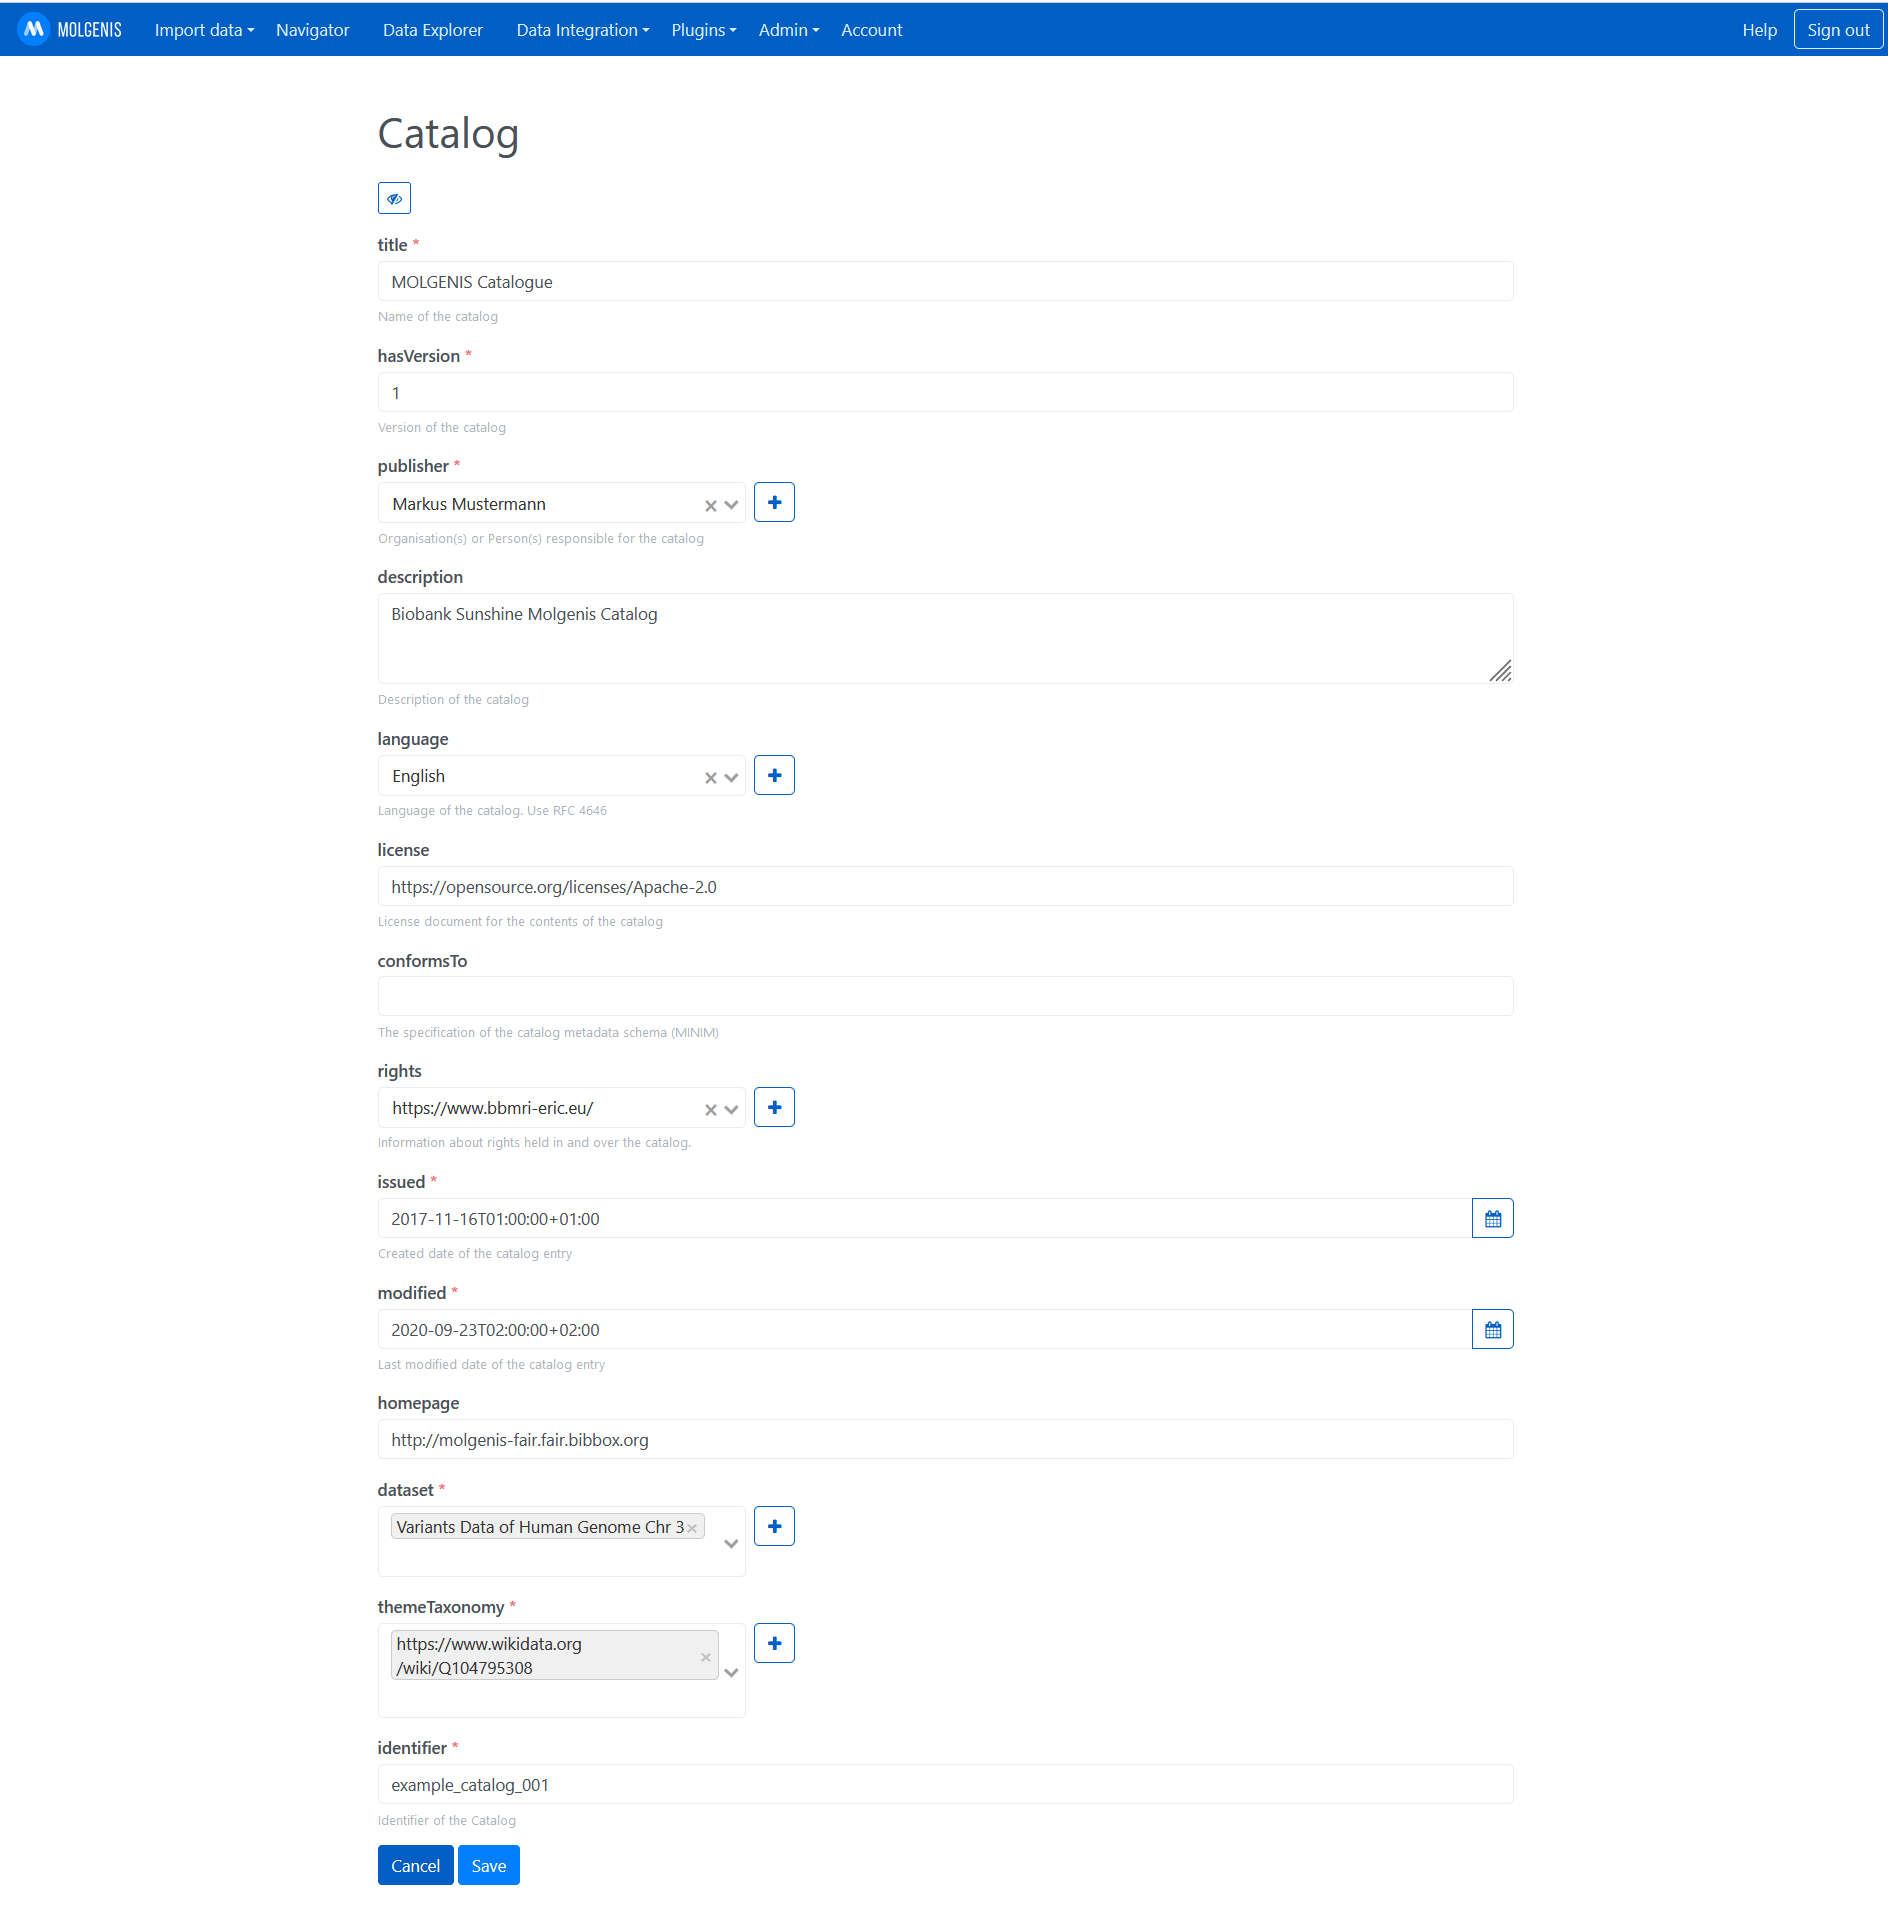 MOLGENIS Import data Navigator Data Explorer Data Integration Plugins Admin Account Help Sign out
Catalog
title *
MOLGENIS Catalogue
Name of the catalog
hasVersion *
1
Version of the catalog
publisher *
Markus Mustermann
Organisation(s) or Person(s) responsible for the catalog
description
Biobank Sunshine Molgenis Catalog
Description of the catalog
language
English
Language of the catalog. Use RFC 4646
license
https://opensource.org/licenses/Apache-2.0
License document for the contents of the catalog
conformsTo
The specification of the catalog metadata schema (MINIM)
rights
https://www.bbmri-eric.eu/
Information about rights held in and over the catalog.
issued *
2017-11-16T01:00:00+01:00
Created date of the catalog entry
modified *
2020-09-23T02:00:00+02:00
Last modified date of the catalog entry
homepage
http://molgenis-fair.fair.bibbox.org
dataset *
Variants Data of Human Genome Chr 3
themeTaxonomy *
https://www.wikidata.org
/wiki/Q104795308
identifier *
example_catalog_001
Identifier of the Catalog
Cancel Save